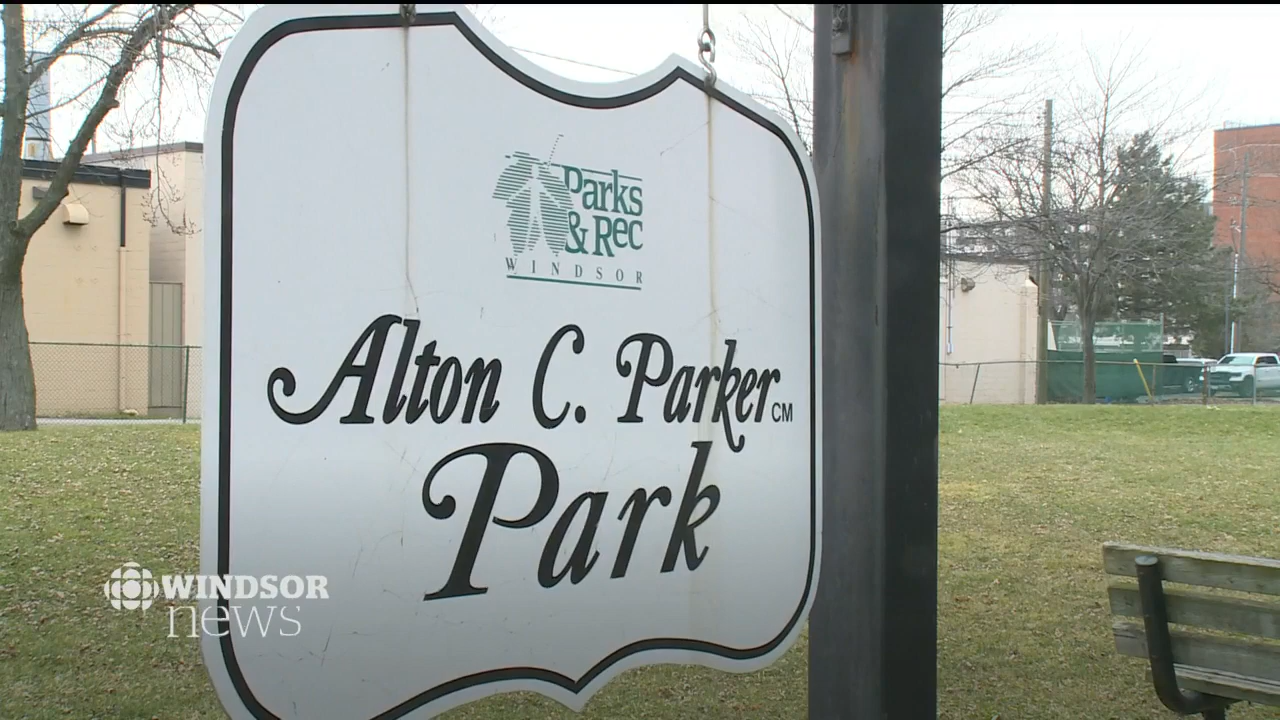 Parks
& Rec
WINDSOR
Alton C. Parker CM
Park
WINDSOR
news